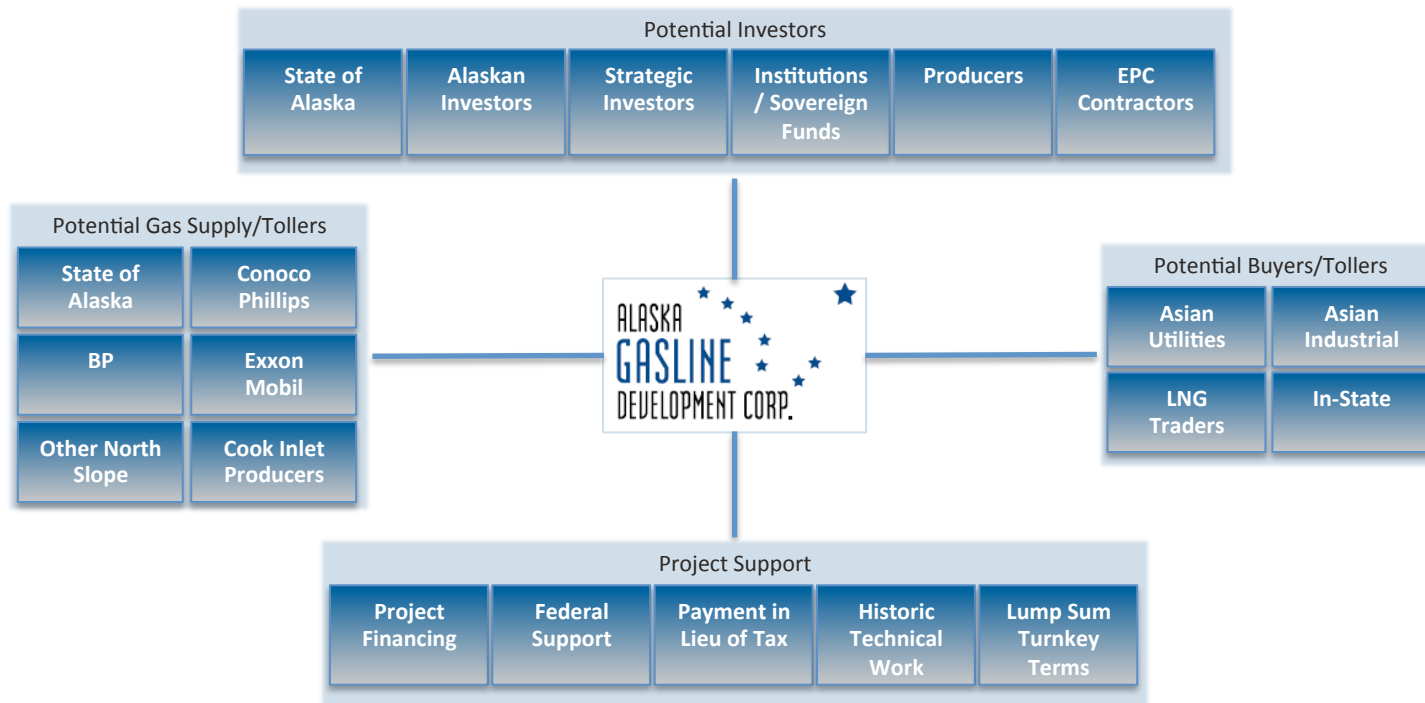 Potential Investors
State of
Alaska
Alaskan
Investors
Strategic
Investors
Institutions
/ Sovereign
Funds
Producers
EPC
Contractors
Potential Gas Supply/Tollers
State of
Alaska
Conoco
Phillips
BP
Exxon
Mobil
Other North
Slope
Cook Inlet
Producers
ALASKA
GASLINE
DEVELOPMENT CORP.
Potential Buyers/Tollers
Asian
Utilities
Asian
Industrial
LNG
Traders
In-State
Project Support
Project
Financing
Federal
Support
Payment in
Lieu of Tax
Historic
Technical
Work
Lump Sum
Turnkey
Terms